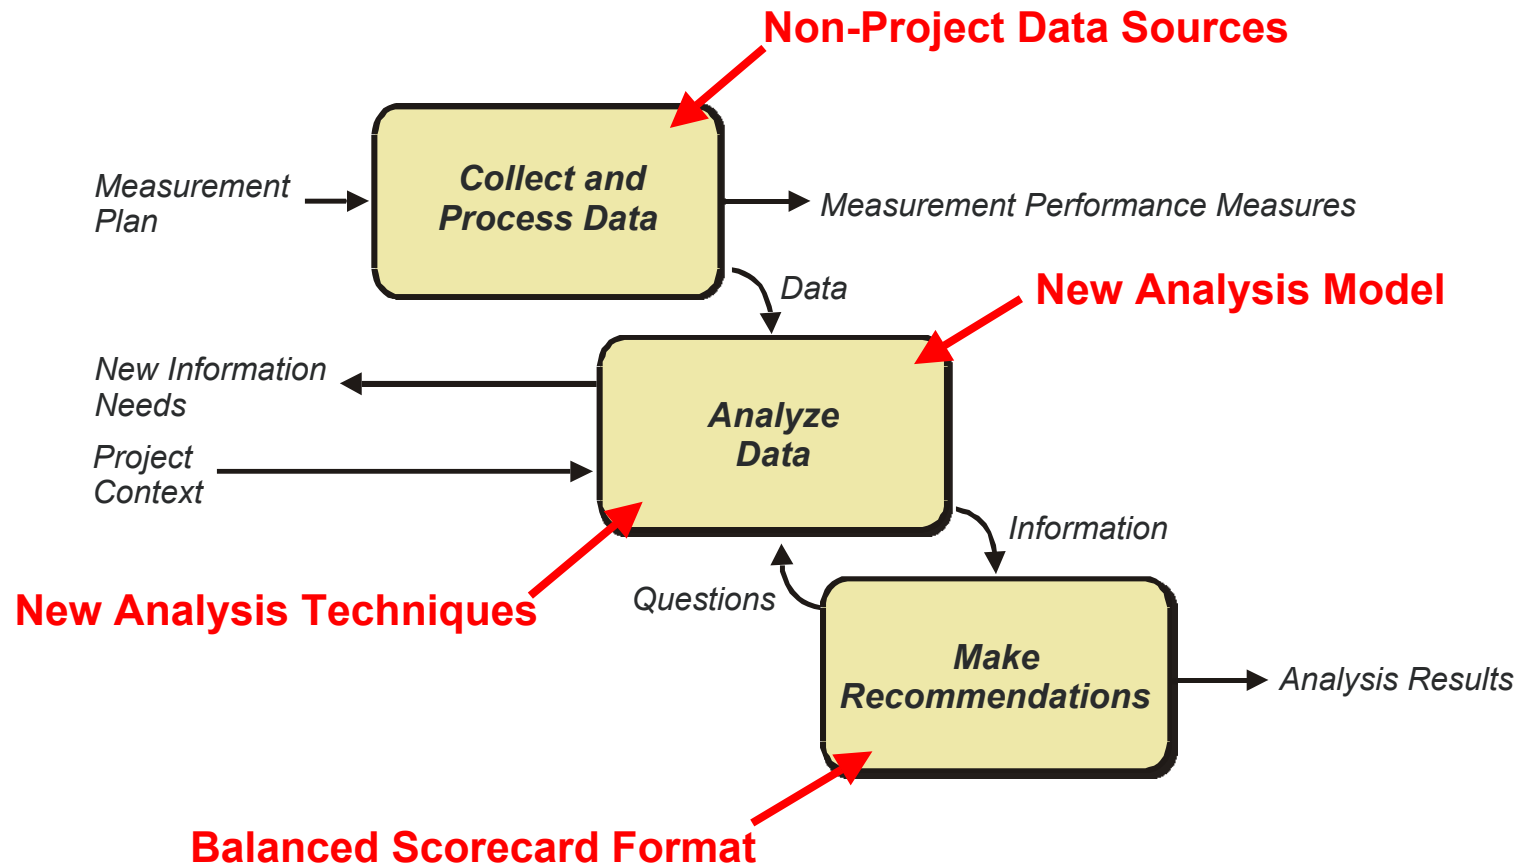 Non-Project Data Sources
Collect and
Process Data
Measurement
Plan
Measurement Performance Measures
Data
New Analysis Model
New Information
Needs
Analyze
Data
Project
Context
Information
New Analysis Techniques
Questions
Make
Recommendations
Analysis Results
Balanced Scorecard Format